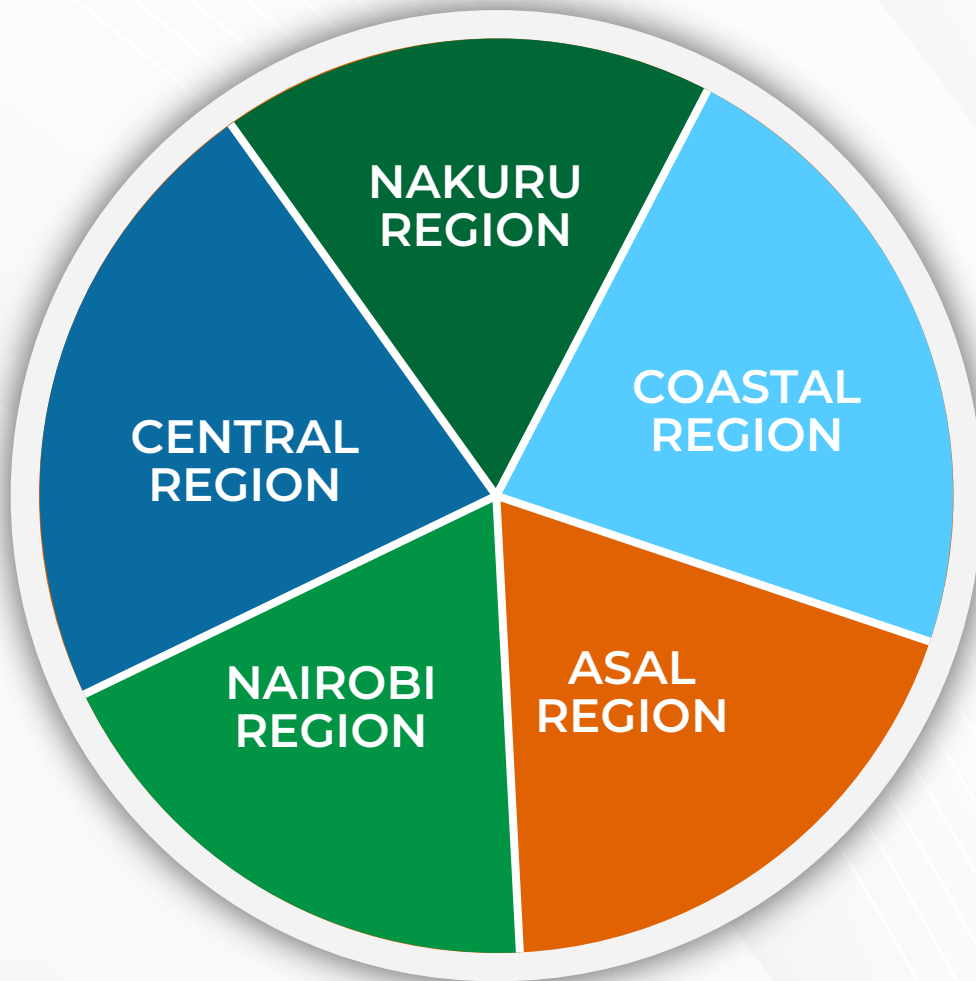 NAKURU
REGION
COASTAL
REGION
CENTRAL
REGION
NAIROBI
REGION
ASAL
REGION